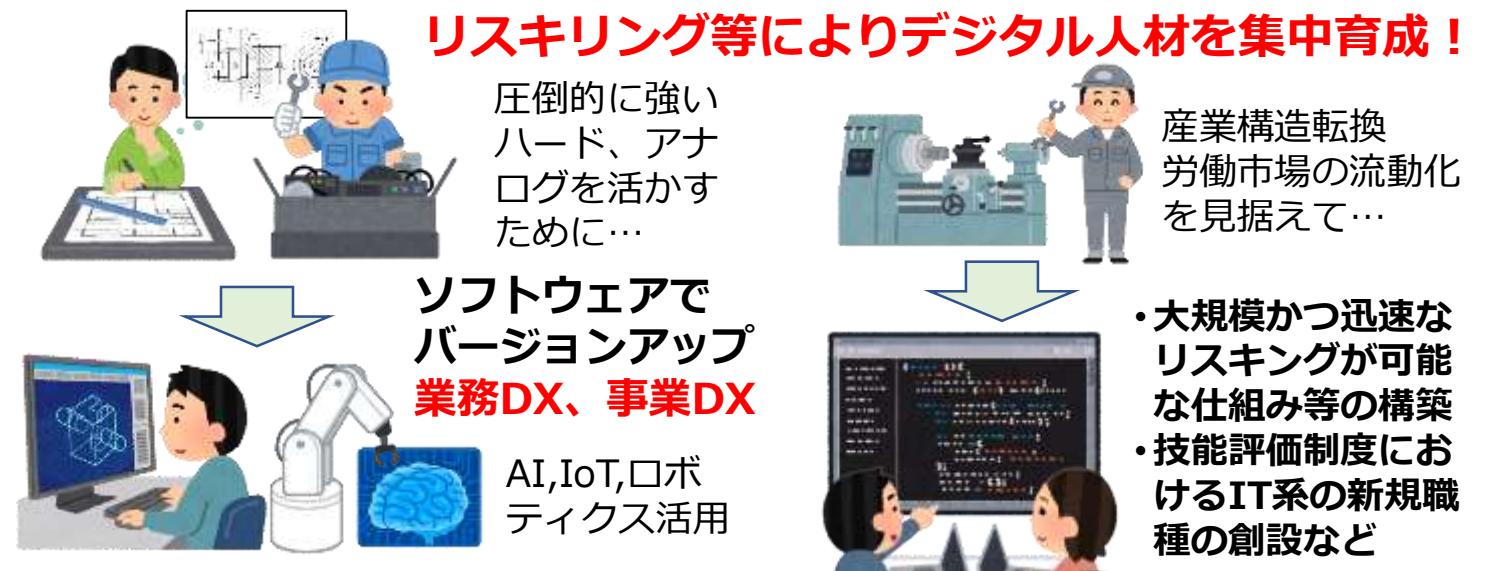 リスキリング等によりデジタル人材を集中育成！
圧倒的に強い
ハード、アナ
ログを活かす
ために…
ソフトウェアで
バージョンアップ
業務DX、事業DX
AI,IoT,ロボ
ティクス活用
産業構造転換
労働市場の流動化
を見据えて…
・大規模かつ迅速な
リスキングが可能
な仕組み等の構築
・技能評価制度にお
けるIT系の新規職
種の創設など